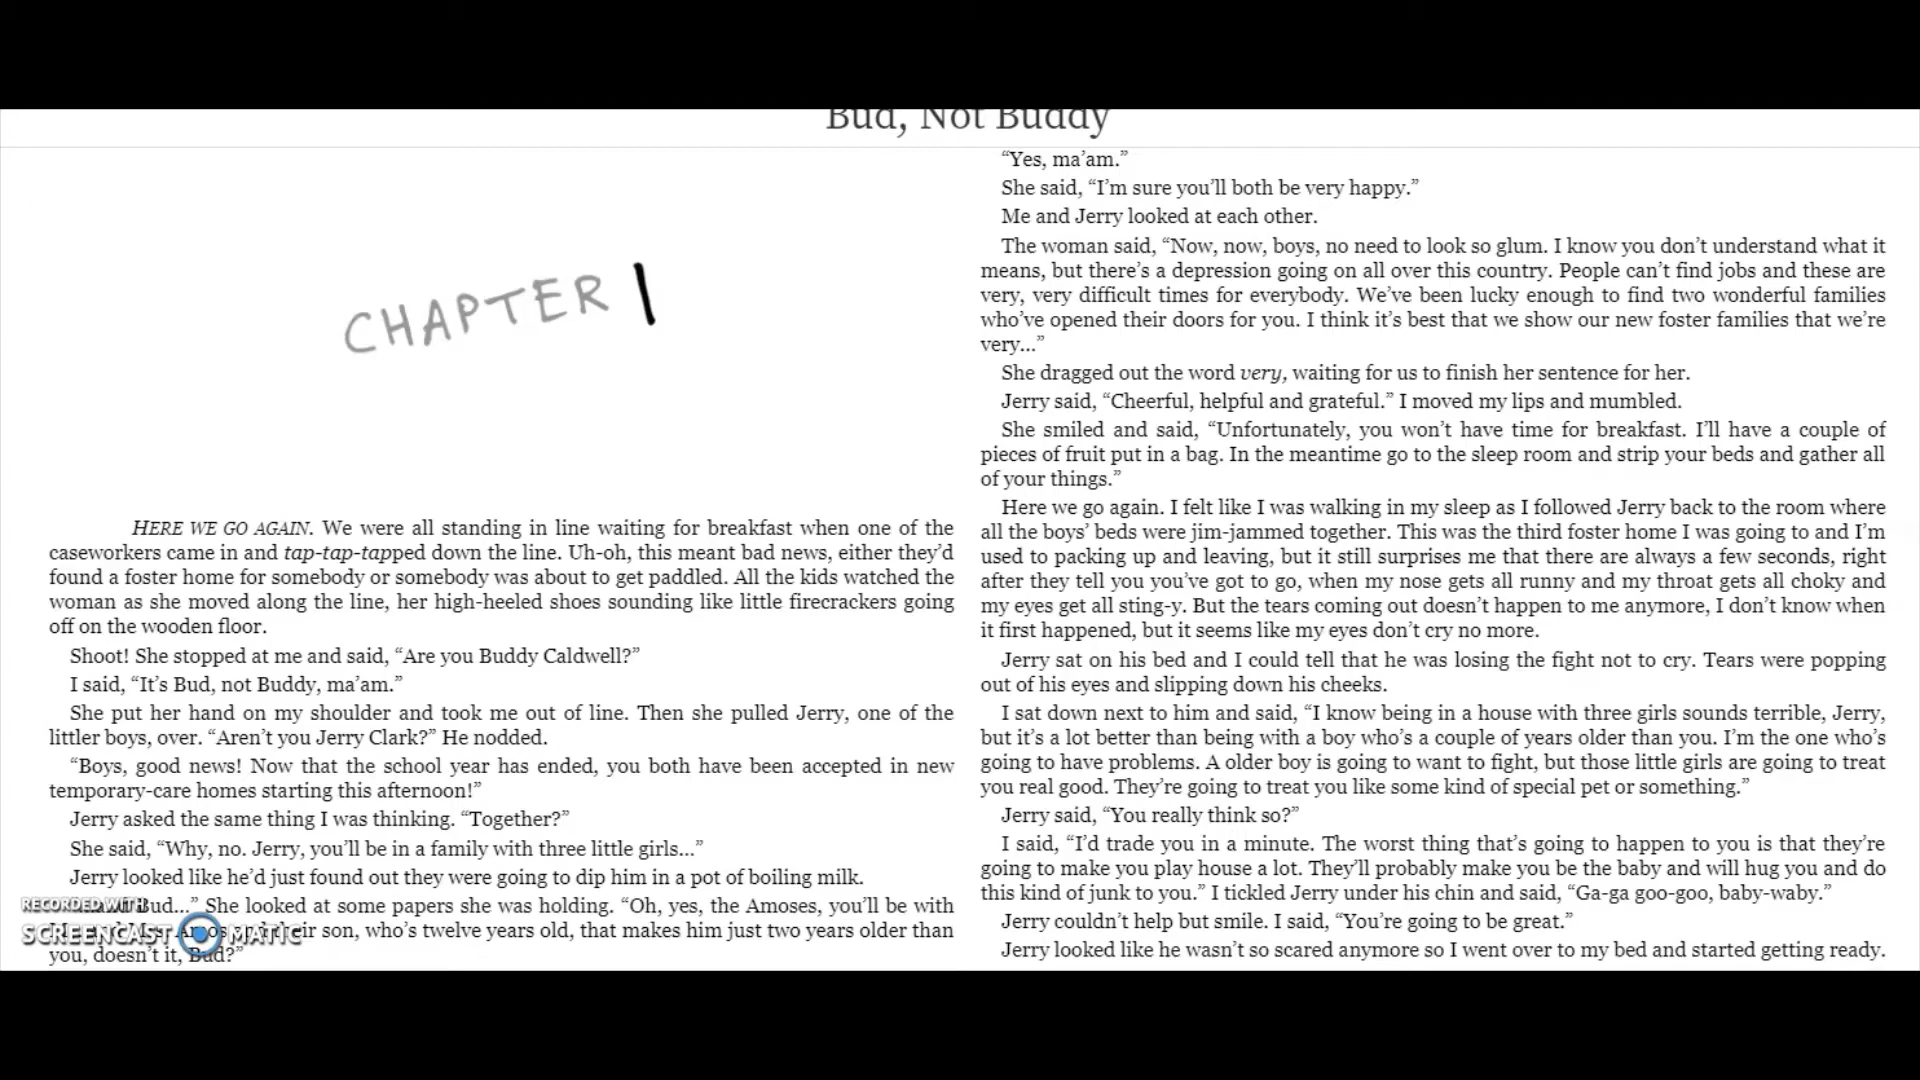 Bud, Not Buddy
CHAPTER 1
HERE WE GO AGAIN. We were all standing in line waiting for breakfast when one of the
caseworkers came in and tap-tap-tapped down the line. Uh-oh, this meant bad news, either they’d
found a foster home for somebody or somebody was about to get paddled. All the kids watched the
woman as she moved along the line, her high-heeled shoes sounding like little firecrackers going
off on the wooden floor.
Shoot! She stopped at me and said, “Are you Buddy Caldwell?”
I said, “It’s Bud, not Buddy, ma’am.”
She put her hand on my shoulder and took me out of line. Then she pulled Jerry, one of the
littler boys, over. “Aren’t you Jerry Clark?” He nodded.
“Boys, good news! Now that the school year has ended, you both have been accepted in new
temporary-care homes starting this afternoon!”
Jerry asked the same thing I was thinking. “Together?”
She said, “Why, no. Jerry, you’ll be in a family with three little girls...”
Jerry looked like he’d just found out they were going to dip him in a pot of boiling milk.
Bud...” She looked at some papers she was holding. “Oh, yes, the Amoses, you’ll be with
their son, who’s twelve years old, that makes him just two years older than
you, doesn’t it, Bud?”
RECORDED WITH
SCREENCAST MATIC
“Yes, ma’am.”
She said, “I’m sure you’ll both be very happy.”
Me and Jerry looked at each other.
The woman said, “Now, now, boys, no need to look so glum. I know you don’t understand what it
means, but there’s a depression going on all over this country. People can’t find jobs and these are
very, very difficult times for everybody. We’ve been lucky enough to find two wonderful families
who’ve opened their doors for you. I think it’s best that we show our new foster families that we’re
very...”
She dragged out the word very, waiting for us to finish her sentence for her.
Jerry said, “Cheerful, helpful and grateful.” I moved my lips and mumbled.
She smiled and said, “Unfortunately, you won’t have time for breakfast. I’ll have a couple of
pieces of fruit put in a bag. In the meantime go to the sleep room and strip your beds and gather all
of your things.”
Here we go again. I felt like I was walking in my sleep as I followed Jerry back to the room where
all the boys’ beds were jim-jammed together. This was the third foster home I was going to and I’m
used to packing up and leaving, but it still surprises me that there are always a few seconds, right
after they tell you you’ve got to go, when my nose gets all runny and my throat gets all choky and
my eyes get all sting-y. But the tears coming out doesn’t happen to me anymore, I don’t know when
it first happened, but it seems like my eyes don’t cry no more.
Jerry sat on his bed and I could tell that he was losing the fight not to cry. Tears were popping
out of his eyes and slipping down his cheeks.
I sat down next to him and said, “I know being in a house with three girls sounds terrible, Jerry,
but it’s a lot better than being with a boy who’s a couple of years older than you. I’m the one who’s
going to have problems. A older boy is going to want to fight, but those little girls are going to treat
you real good. They’re going to treat you like some kind of special pet or something.”
Jerry said, “You really think so?”
I said, “I’d trade you in a minute. The worst thing that’s going to happen to you is that they’re
going to make you play house a lot. They’ll probably make you be the baby and will hug you and do
this kind of junk to you.” I tickled Jerry under his chin and said, “Ga-ga goo-goo, baby-waby.”
Jerry couldn’t help but smile. I said, “You’re going to be great.”
Jerry looked like he wasn’t so scared anymore so I went over to my bed and started getting ready.